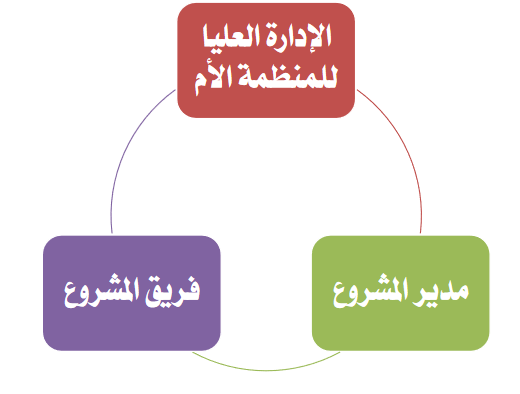 الإدارة العليا
للمنظمة الأم
مدير المشروع
فريق المشروع